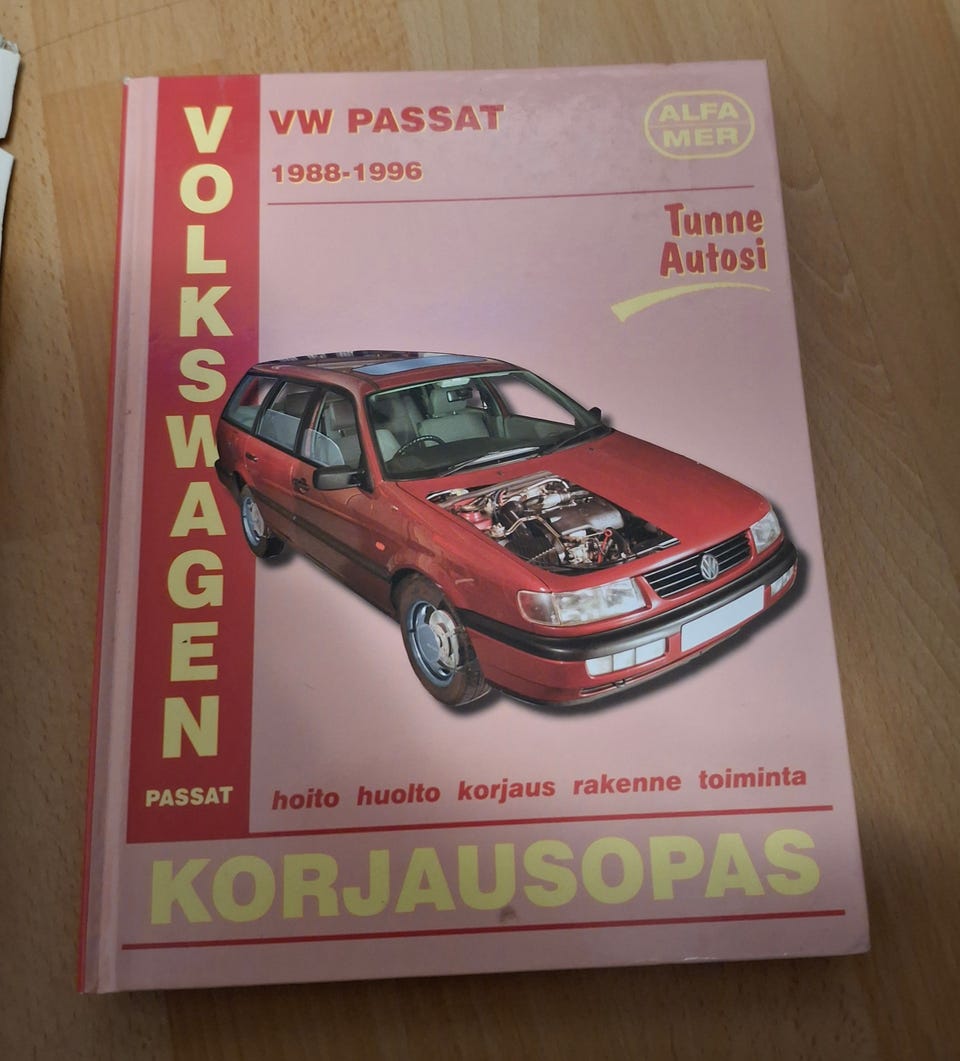 VOLKSWAGEN
PASSAT
VW PASSAT
1988-1996
ALFA
MER
Tunne
Autosi
hoito huolto korjaus rakenne toiminta
KORJAUSOPAS